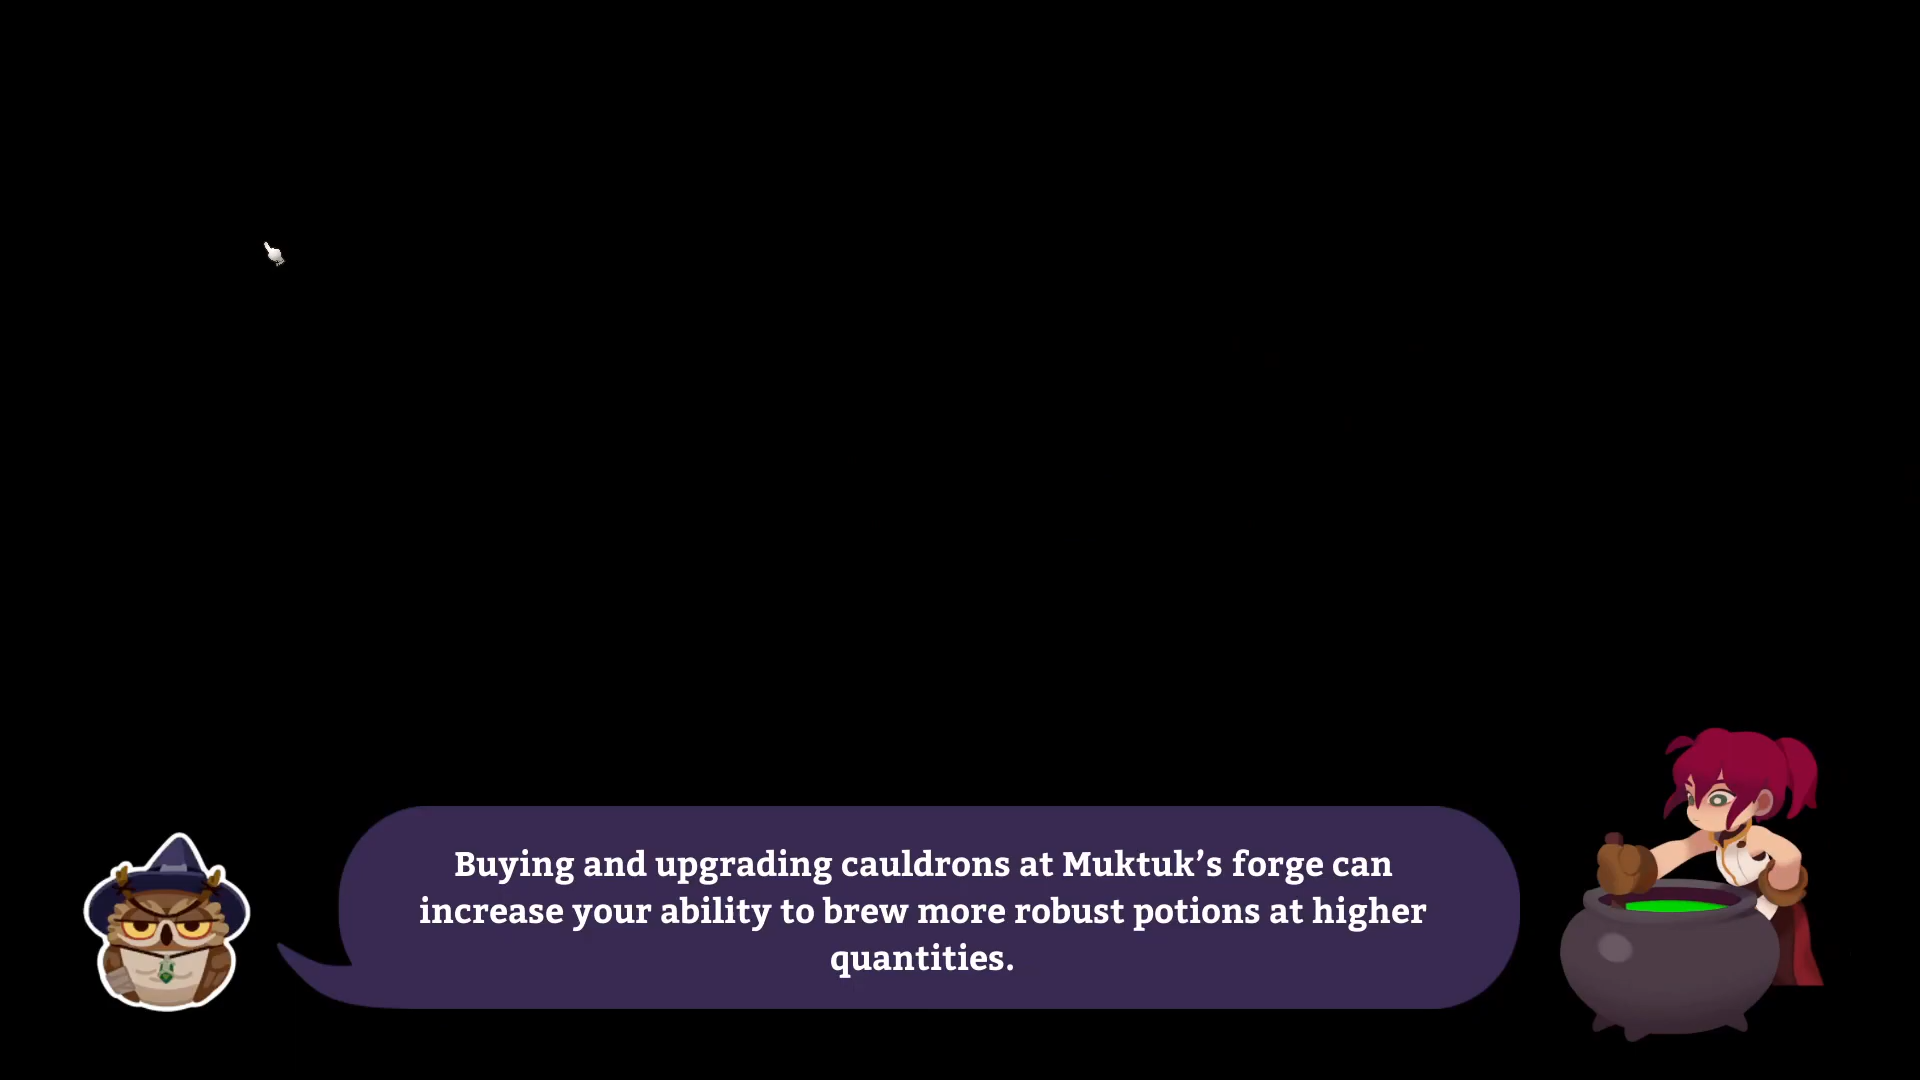 Buying and upgrading cauldrons at Muktuk’s forge can
increase your ability to brew more robust potions at higher
quantities.